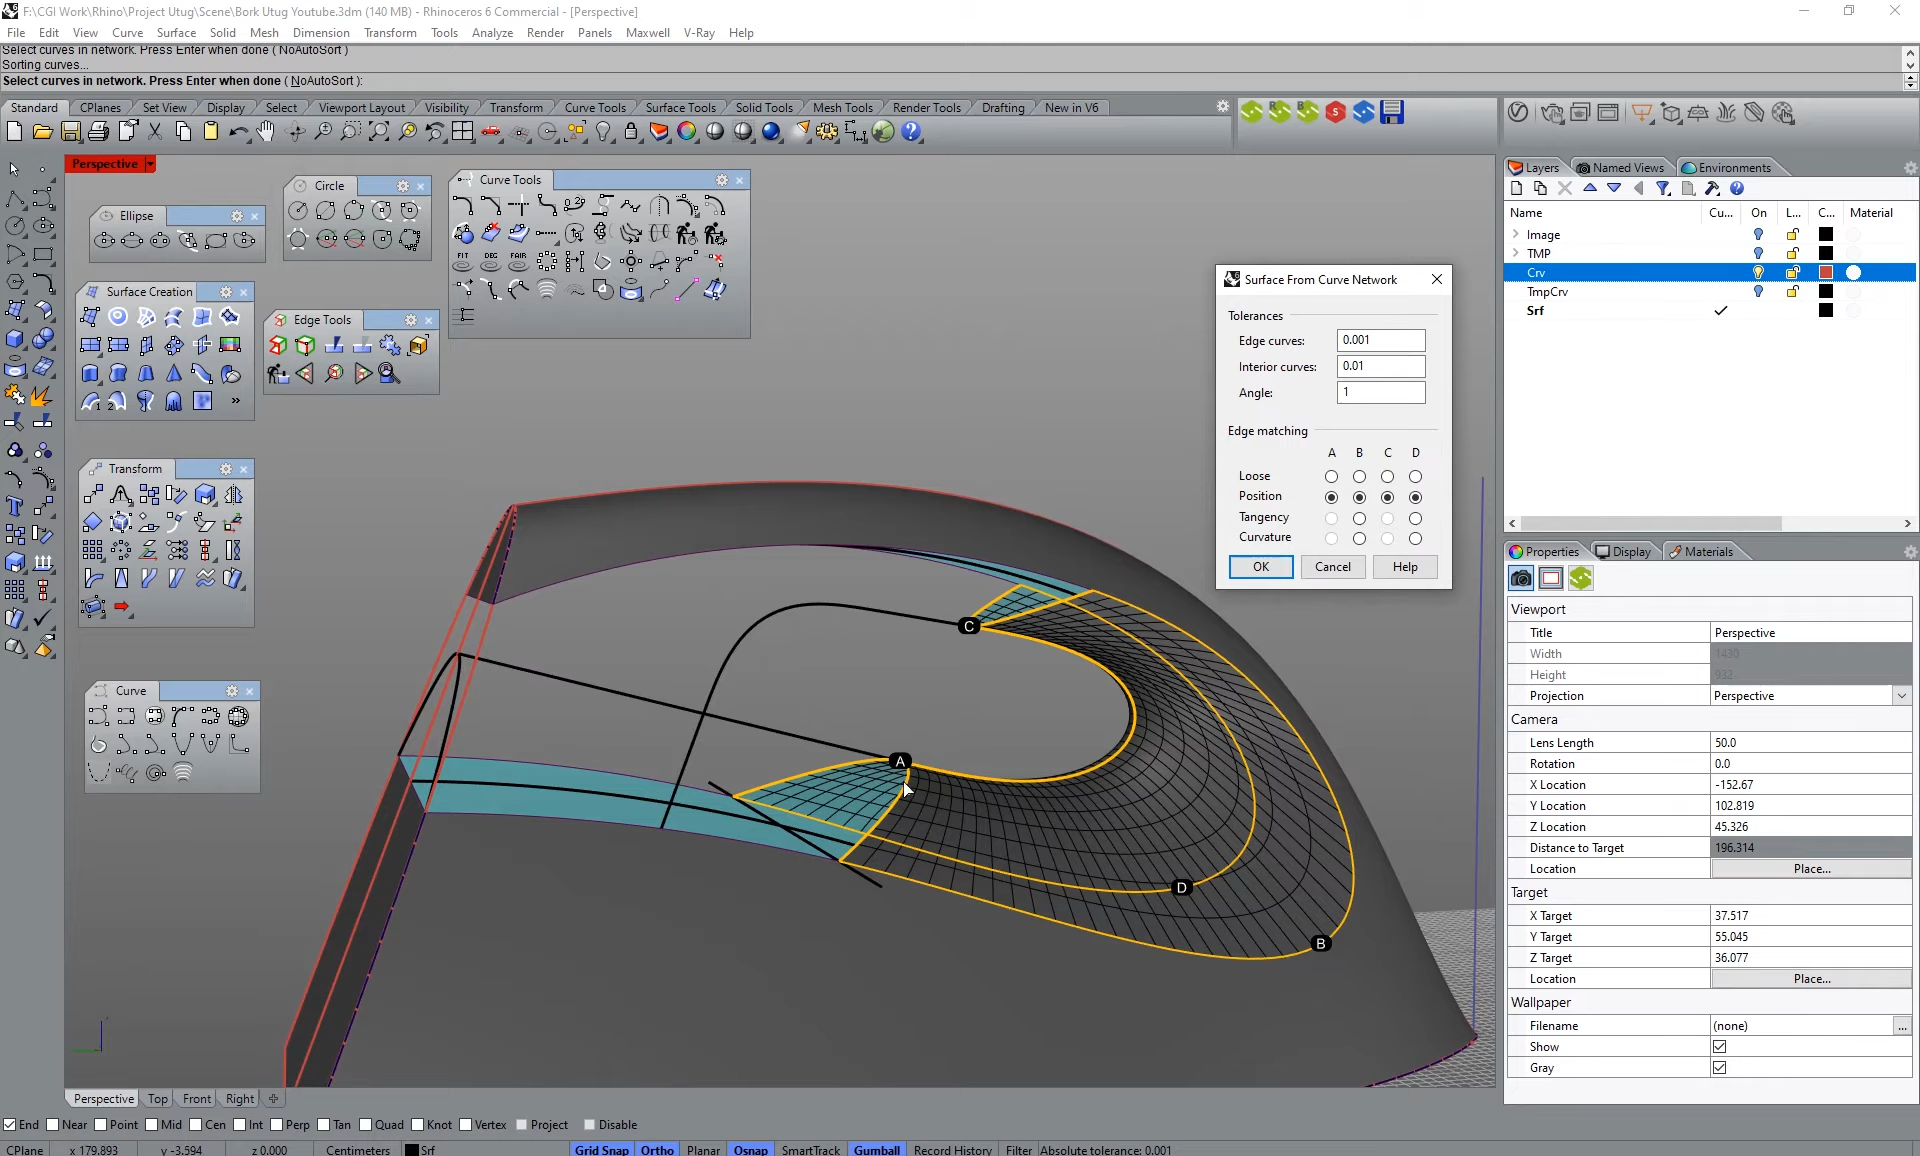 F:\CGI Work\Rhino\Project Utug\Scene\Bork Utug Youtube.3dm (140 MB) - Rhinoceros 6 Commercial - [Perspective]
File Edit View Curve Surface Solid Mesh Dimension Transform Tools Analyze Render Panels Maxwell V-Ray Help
Select curves in network. Press Enter when done ( NoAutoSort )
Sorting curves...
Select curves in network. Press Enter when done ( NoAutoSort ):
Standard CPlanes Set View Display Select Viewport Layout Visibility Transform Curve Tools Surface Tools Solid Tools Mesh Tools Render Tools Drafting New in V6
Perspective
Ellipse
Circle
Curve Tools
FIT DEG FAIR
Surface Creation
1 2 »
Edge Tools
Transform
Curve
Surface From Curve Network
Tolerances
Edge curves: 0.001
Interior curves: 0.01
Angle: 1
Edge matching
A B C D
Loose
Position
Tangency
Curvature
OK Cancel Help
C
A
D
B
Layers Named Views Environments
Name Cu... On L... C... Material
Image
TMP
Crv
TmpCrv
Srf
Properties Display Materials
Viewport
Title Perspective
Width 1430
Height 932
Projection Perspective
Camera
Lens Length 50.0
Rotation 0.0
X Location -152.67
Y Location 102.819
Z Location 45.326
Distance to Target 196.314
Location Place...
Target
X Target 37.517
Y Target 55.045
Z Target 36.077
Location Place...
Wallpaper
Filename (none) ...
Show
Gray
Perspective Top Front Right
End Near Point Mid Cen Int Perp Tan Quad Knot Vertex Project Disable
CPlane x 179.893 y -3.594 z 0.000 Centimeters Srf Grid Snap Ortho Planar Osnap SmartTrack Gumball Record History Filter Absolute tolerance: 0.001